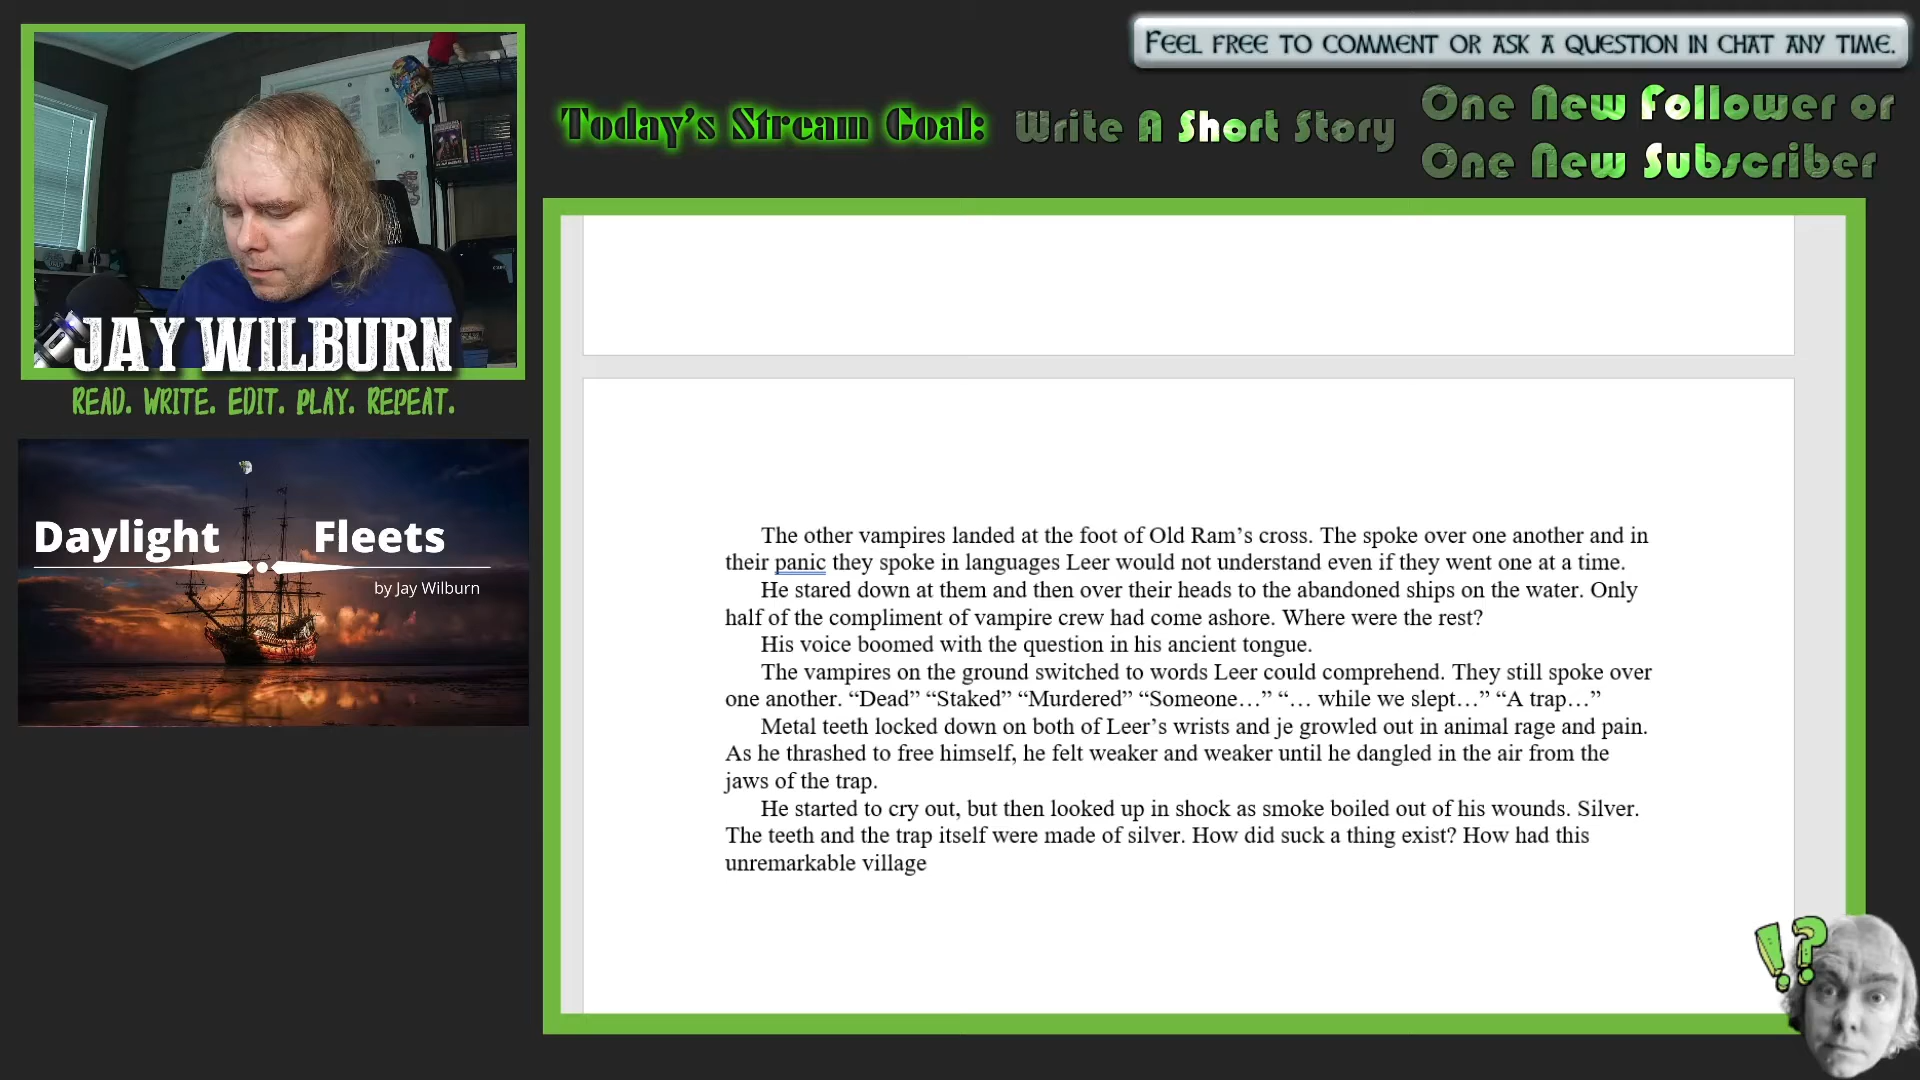 FEEL FREE TO COMMENT OR ASK A QUESTION IN CHAT ANY TIME.
Today's Stream Goal:
Write A Short Story
One New Follower or
One New Subscriber
JAY WILBURN
READ. WRITE. EDIT. PLAY. REPEAT.
Daylight Fleets
by Jay Wilburn
The other vampires landed at the foot of Old Ram’s cross. The spoke over one another and in
their panic they spoke in languages Leer would not understand even if they went one at a time.
He stared down at them and then over their heads to the abandoned ships on the water. Only
half of the compliment of vampire crew had come ashore. Where were the rest?
His voice boomed with the question in his ancient tongue.
The vampires on the ground switched to words Leer could comprehend. They still spoke over
one another. “Dead” “Staked” “Murdered” “Someone…” “… while we slept…” “A trap…”
Metal teeth locked down on both of Leer’s wrists and je growled out in animal rage and pain.
As he thrashed to free himself, he felt weaker and weaker until he dangled in the air from the
jaws of the trap.
He started to cry out, but then looked up in shock as smoke boiled out of his wounds. Silver.
The teeth and the trap itself were made of silver. How did suck a thing exist? How had this
unremarkable village
!?